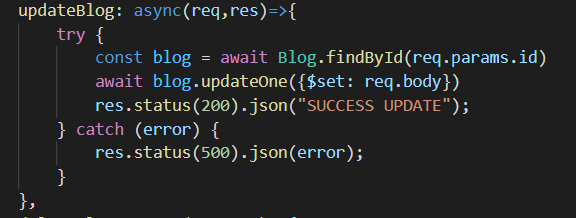 updateBlog: async(req,res)=>{
    try {
        const blog = await Blog.findById(req.params.id)
        await blog.updateOne({$set: req.body})
        res.status(200).json("SUCCESS UPDATE");
    } catch (error) {
        res.status(500).json(error);
    }
},